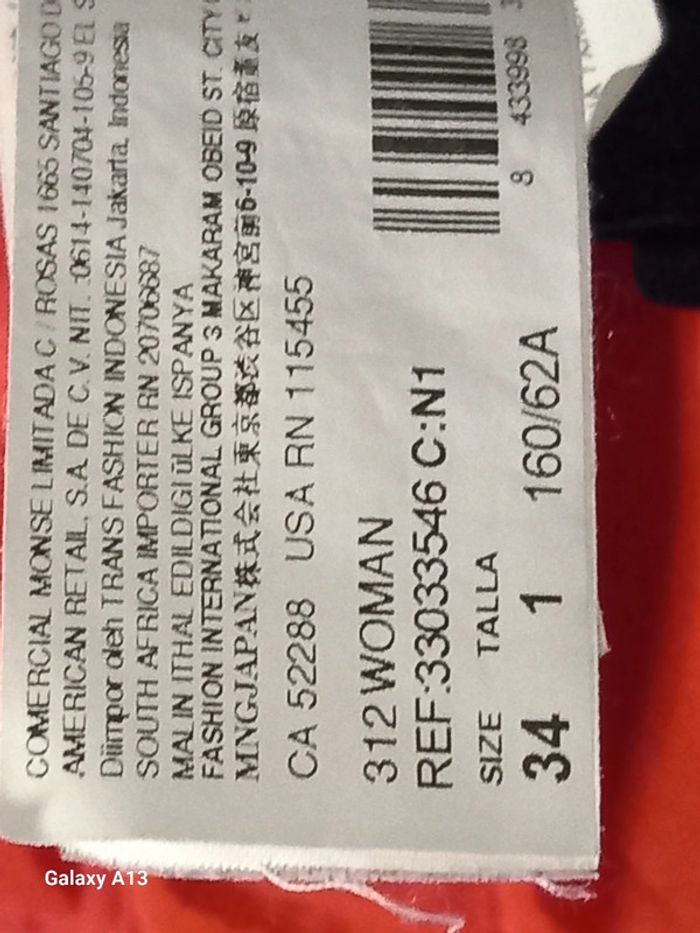 COMERCIAL MONSE LIMITADA C / ROSAS 1665 SANTIAGO D
AMERICAN RETAIL, S.A. DE C.V. NIT. :0614-140704-105-9 EL S
Diimpor oleh TRANS FASHION INDONESIA Jakarta, Indonesia
SOUTH AFRICA IMPORTER RN 20706687
MALIN ITHAL EDILDIGI üLKE ISPANYA
FASHION INTERNATIONAL GROUP 3 MAKARAM OBEID ST. CITY
MNGJAPAN株式会社東京都渋谷区神宮前6-10-9 原宿董友
CA 52288 USA RN 115455
312 WOMAN
REF:33033546 C:N1
SIZE TALLA
34 1 160/62A
8 433998
Galaxy A13